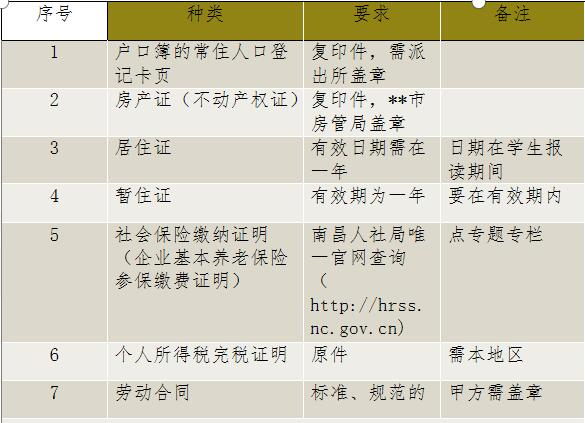 序号 种类 要求 备注
1 户口簿的常住人口登 复印件，需派
记卡页 出所盖章
2 房产证（不动产权证） 复印件，**市
房管局盖章
3 居住证 有效日期需在 日期在学生报
一年 读期间
4 暂住证 有效期为一年 要在有效期内
5 社会保险缴纳证明 南昌人社局唯 点专题专栏
（企业基本养老保险 一官网查询
参保缴费证明） （
http://hrss.
nc.gov.cn)
6 个人所得税完税证明 原件 需本地区
7 劳动合同 标准、规范的 甲方需盖章